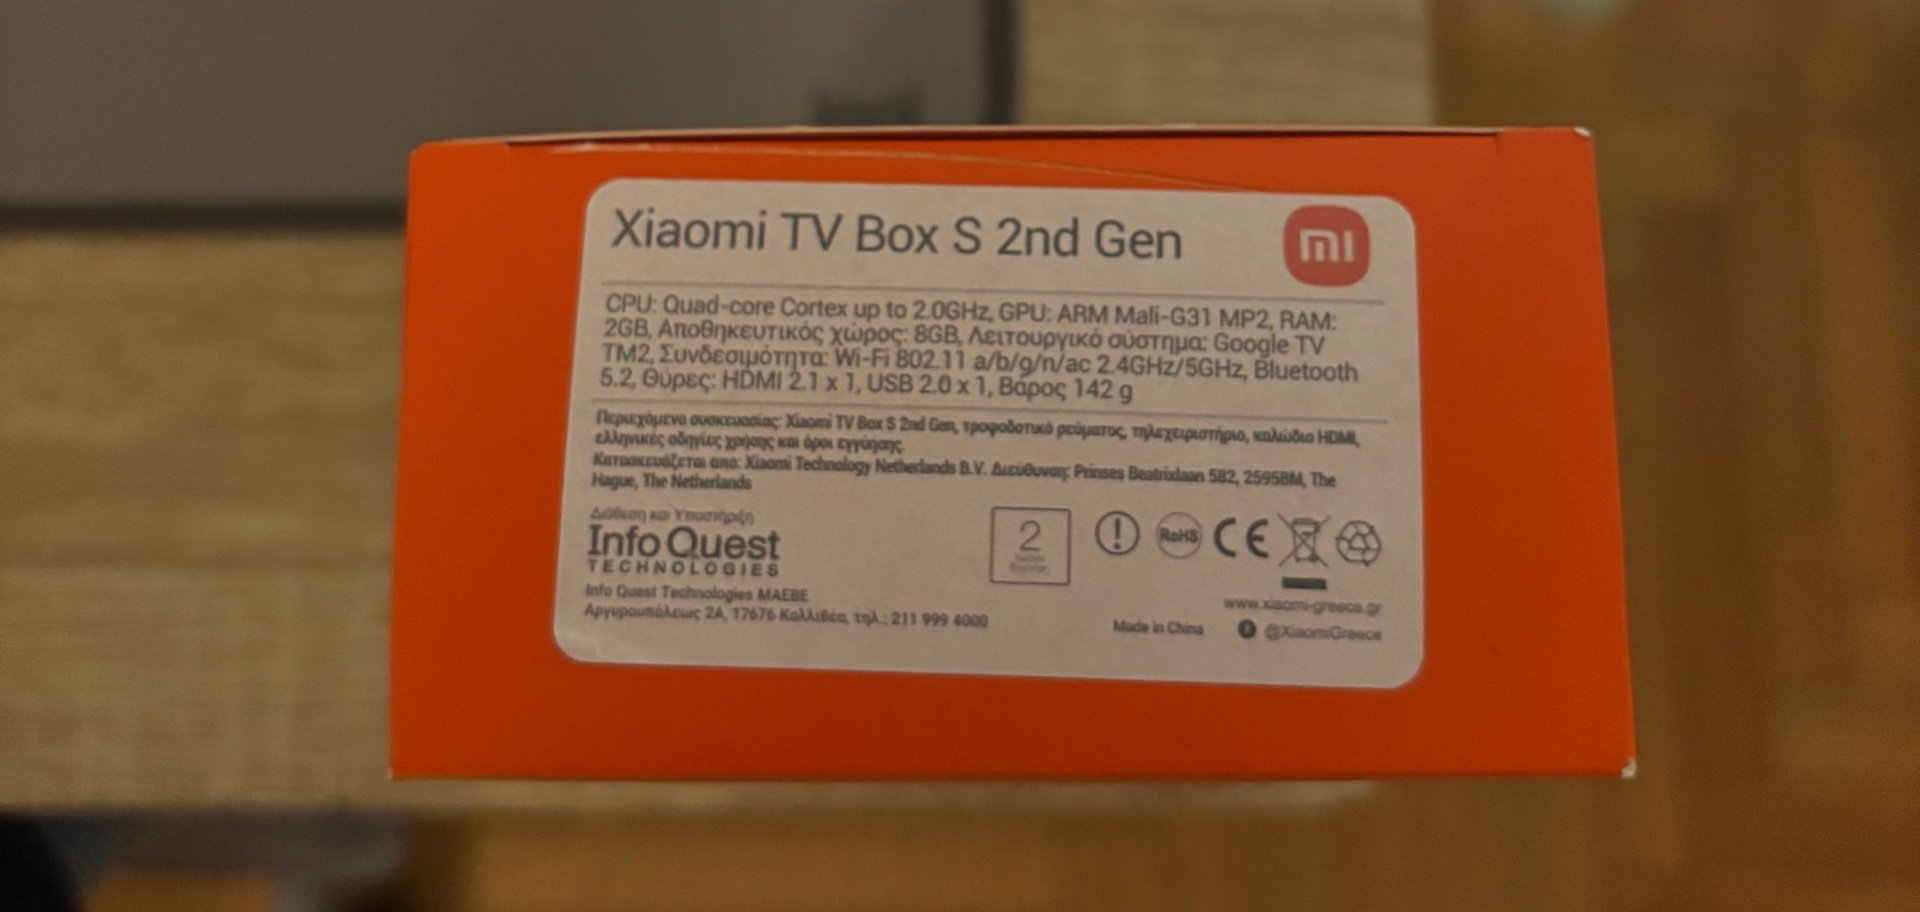 Xiaomi TV Box S 2nd Gen
mi
CPU: Quad-core Cortex up to 2.0GHz, GPU: ARM Mali-G31 MP2, RAM:
2GB, Αποθηκευτικός χώρος: 8GB, Λειτουργικό σύστημα: Google TV
TM2, Συνδεσιμότητα: Wi-Fi 802.11 a/b/g/n/ac 2.4GHz/5GHz, Bluetooth
5.2, Θύρες: HDMI 2.1 x 1, USB 2.0 x 1, Βάρος 142 g
Περιεχόμενα συσκευασίας: Xiaomi TV Box S 2nd Gen, τροφοδοτικό ρεύματος, τηλεχειριστήριο, καλώδιο HDMI,
ελληνικές οδηγίες χρήσης και όροι εγγύησης.
Κατασκευάζεται απο: Xiaomi Technology Netherlands B.V. Διεύθυνση: Prinses Beatrixlaan 582, 2595BM, The
Hague, The Netherlands
Διάθεση και Υποστήριξη
Info Quest
TECHNOLOGIES
Info Quest Technologies ΜΑΕΒΕ
Αργυρουπόλεως 2Α, 17676 Καλλιθέα, τηλ.: 211 999 4000
2
RoHS
CE
www.xiaomi-greece.gr
Made in China
@XiaomiGreece